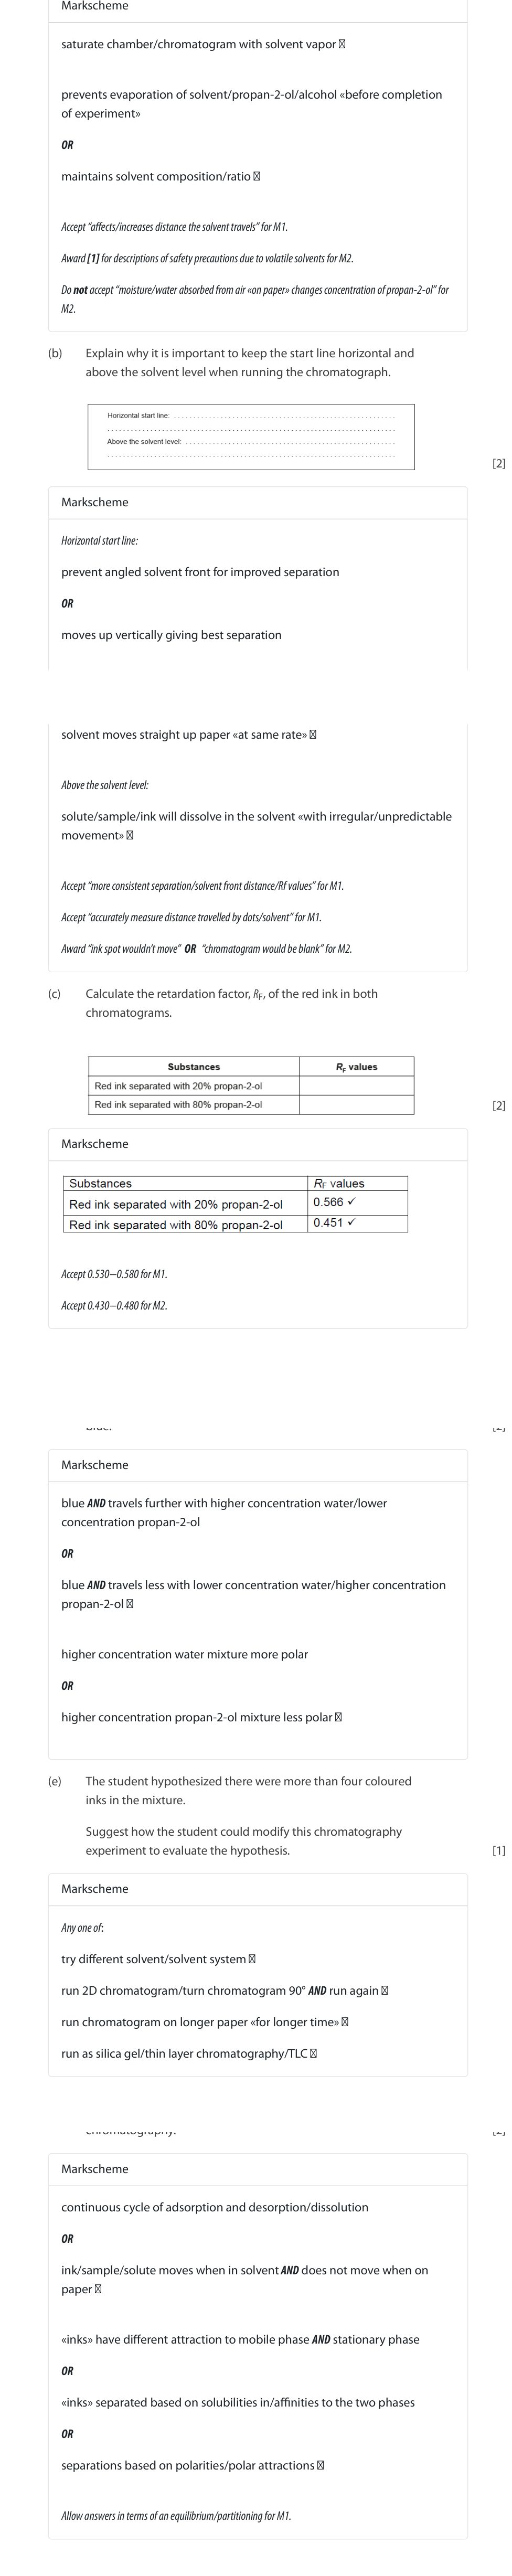 Markscheme
saturate chamber/chromatogram with solvent vapor
prevents evaporation of solvent/propan-2-ol/alcohol «before completion
of experiment»
OR
maintains solvent composition/ratio
Accept “affects/increases distance the solvent travels” for M1.
Award [1] for descriptions of safety precautions due to volatile solvents for M2.
Do not accept “moisture/water absorbed from air «on paper» changes concentration of propan-2-ol” for
M2.
(b) Explain why it is important to keep the start line horizontal and
above the solvent level when running the chromatograph.
Horizontal start line:
Above the solvent level:
[2]
Markscheme
Horizontal start line:
prevent angled solvent front for improved separation
OR
moves up vertically giving best separation
solvent moves straight up paper «at same rate»
Above the solvent level:
solute/sample/ink will dissolve in the solvent «with irregular/unpredictable
movement»
Accept “more consistent separation/solvent front distance/Rf values” for M1.
Accept “accurately measure distance travelled by dots/solvent” for M1.
Award “ink spot wouldn’t move” OR “chromatogram would be blank” for M2.
(c) Calculate the retardation factor, RF, of the red ink in both
chromatograms.
Substances RF values
Red ink separated with 20% propan-2-ol
Red ink separated with 80% propan-2-ol
[2]
Markscheme
Substances RF values
Red ink separated with 20% propan-2-ol 0.566 ✓
Red ink separated with 80% propan-2-ol 0.451 ✓
Accept 0.530–0.580 for M1.
Accept 0.430–0.480 for M2.
Markscheme
blue AND travels further with higher concentration water/lower
concentration propan-2-ol
OR
blue AND travels less with lower concentration water/higher concentration
propan-2-ol
higher concentration water mixture more polar
OR
higher concentration propan-2-ol mixture less polar
(e) The student hypothesized there were more than four coloured
inks in the mixture.
Suggest how the student could modify this chromatography
experiment to evaluate the hypothesis. [1]
Markscheme
Any one of:
try different solvent/solvent system
run 2D chromatogram/turn chromatogram 90° AND run again
run chromatogram on longer paper «for longer time»
run as silica gel/thin layer chromatography/TLC
Markscheme
continuous cycle of adsorption and desorption/dissolution
OR
ink/sample/solute moves when in solvent AND does not move when on
paper
«inks» have different attraction to mobile phase AND stationary phase
OR
«inks» separated based on solubilities in/affinities to the two phases
OR
separations based on polarities/polar attractions
Allow answers in terms of an equilibrium/partitioning for M1.